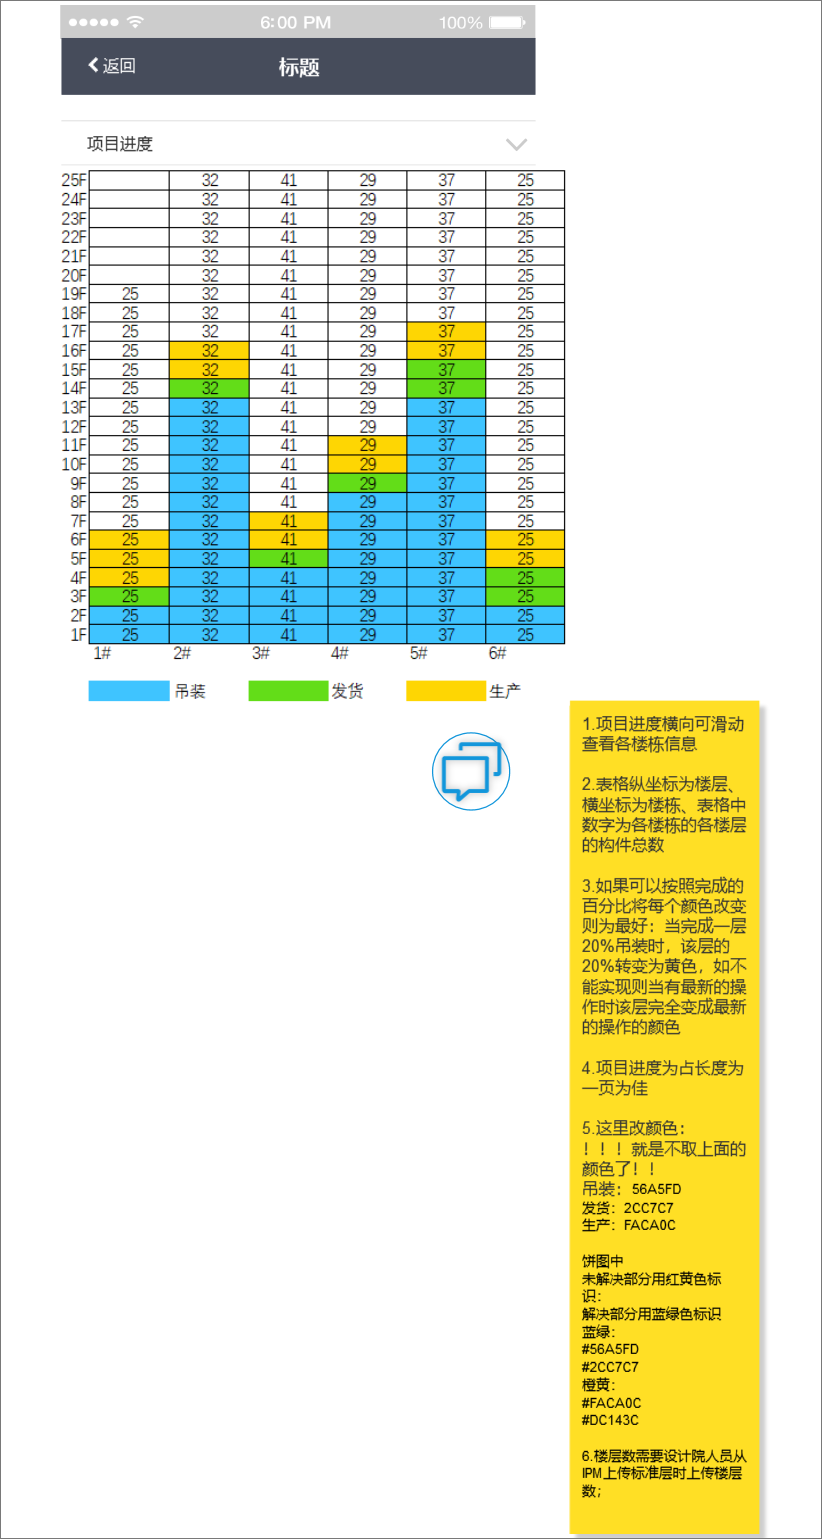 6:00 PM 100%
返回 标题
项目进度
25F 32 41 29 37 25
24F 32 41 29 37 25
23F 32 41 29 37 25
22F 32 41 29 37 25
21F 32 41 29 37 25
20F 32 41 29 37 25
19F 25 32 41 29 37 25
18F 25 32 41 29 37 25
17F 25 32 41 29 37 25
16F 25 32 41 29 37 25
15F 25 32 41 29 37 25
14F 25 32 41 29 37 25
13F 25 32 41 29 37 25
12F 25 32 41 29 37 25
11F 25 32 41 29 37 25
10F 25 32 41 29 37 25
9F 25 32 41 29 37 25
8F 25 32 41 29 37 25
7F 25 32 41 29 37 25
6F 25 32 41 29 37 25
5F 25 32 41 29 37 25
4F 25 32 41 29 37 25
3F 25 32 41 29 37 25
2F 25 32 41 29 37 25
1F 25 32 41 29 37 25
1# 2# 3# 4# 5# 6#
吊装 发货 生产
1.项目进度横向可滑动
查看各楼栋信息
2.表格纵坐标为楼层、
横坐标为楼栋、表格中
数字为各楼栋的各楼层
的构件总数
3.如果可以按照完成的
百分比将每个颜色改变
则为最好：当完成一层
20%吊装时，该层的
20%转变为黄色，如不
能实现则当有最新的操
作时该层完全变成最新
的操作的颜色
4.项目进度为占长度为
一页为佳
5.这里改颜色：
！！！就是不取上面的
颜色了！！
吊装：56A5FD
发货：2CC7C7
生产：FACA0C
饼图中
未解决部分用红黄色标
识：
解决部分用蓝绿色标识
蓝绿：
#56A5FD
#2CC7C7
橙黄：
#FACA0C
#DC143C
6.楼层数需要设计院人员从
IPM上传标准层时上传楼层
数；